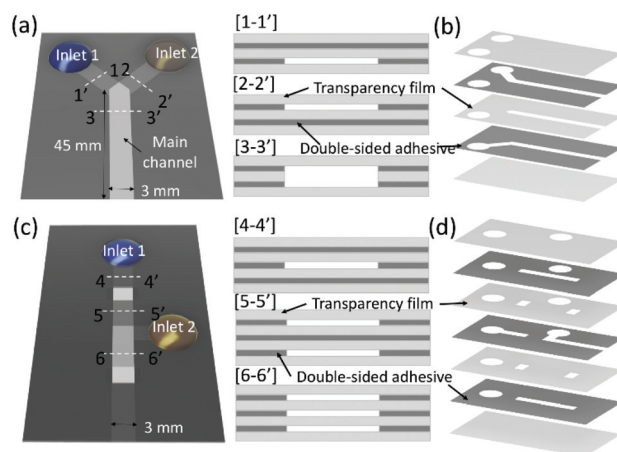 (a)
Inlet 1
Inlet 2
1 2
1’
2’
3
3’
45 mm
Main
channel
3 mm
[1-1’]
[2-2’]
Transparency film
Double-sided adhesive
[3-3’]
(b)
(c)
Inlet 1
4
4’
5
5’
Inlet 2
6
6’
3 mm
[4-4’]
[5-5’]
Transparency film
Double-sided adhesive
[6-6’]
(d)